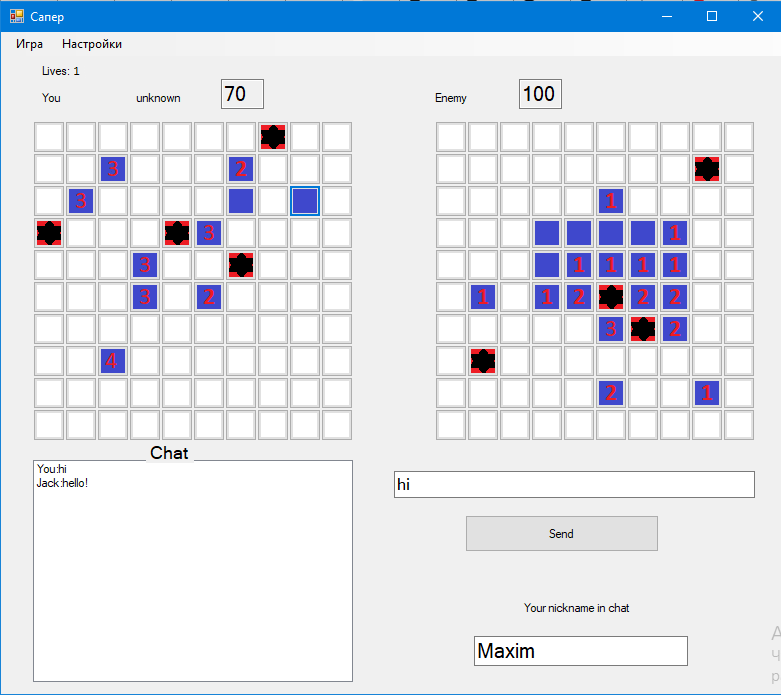 Сапер
Игра Настройки
Lives: 1
You unknown 70 Enemy 100
3 2
3 1
3 1
3 1 1 1 1
3 2 1 1 2 2 2
3 2
4
2 1
Chat
You:hi
Jack:hello!
hi
Send
Your nickname in chat
Maxim